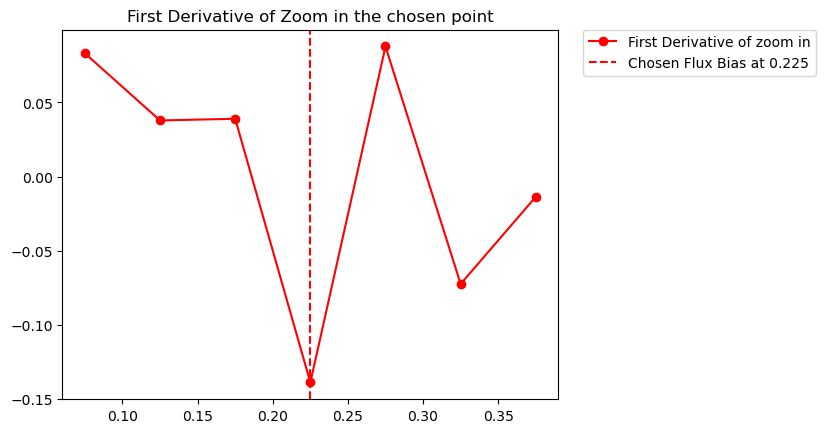 First Derivative of Zoom in the chosen point
First Derivative of zoom in
Chosen Flux Bias at 0.225
0.05
0.00
−0.05
−0.10
−0.15
0.10 0.15 0.20 0.25 0.30 0.35